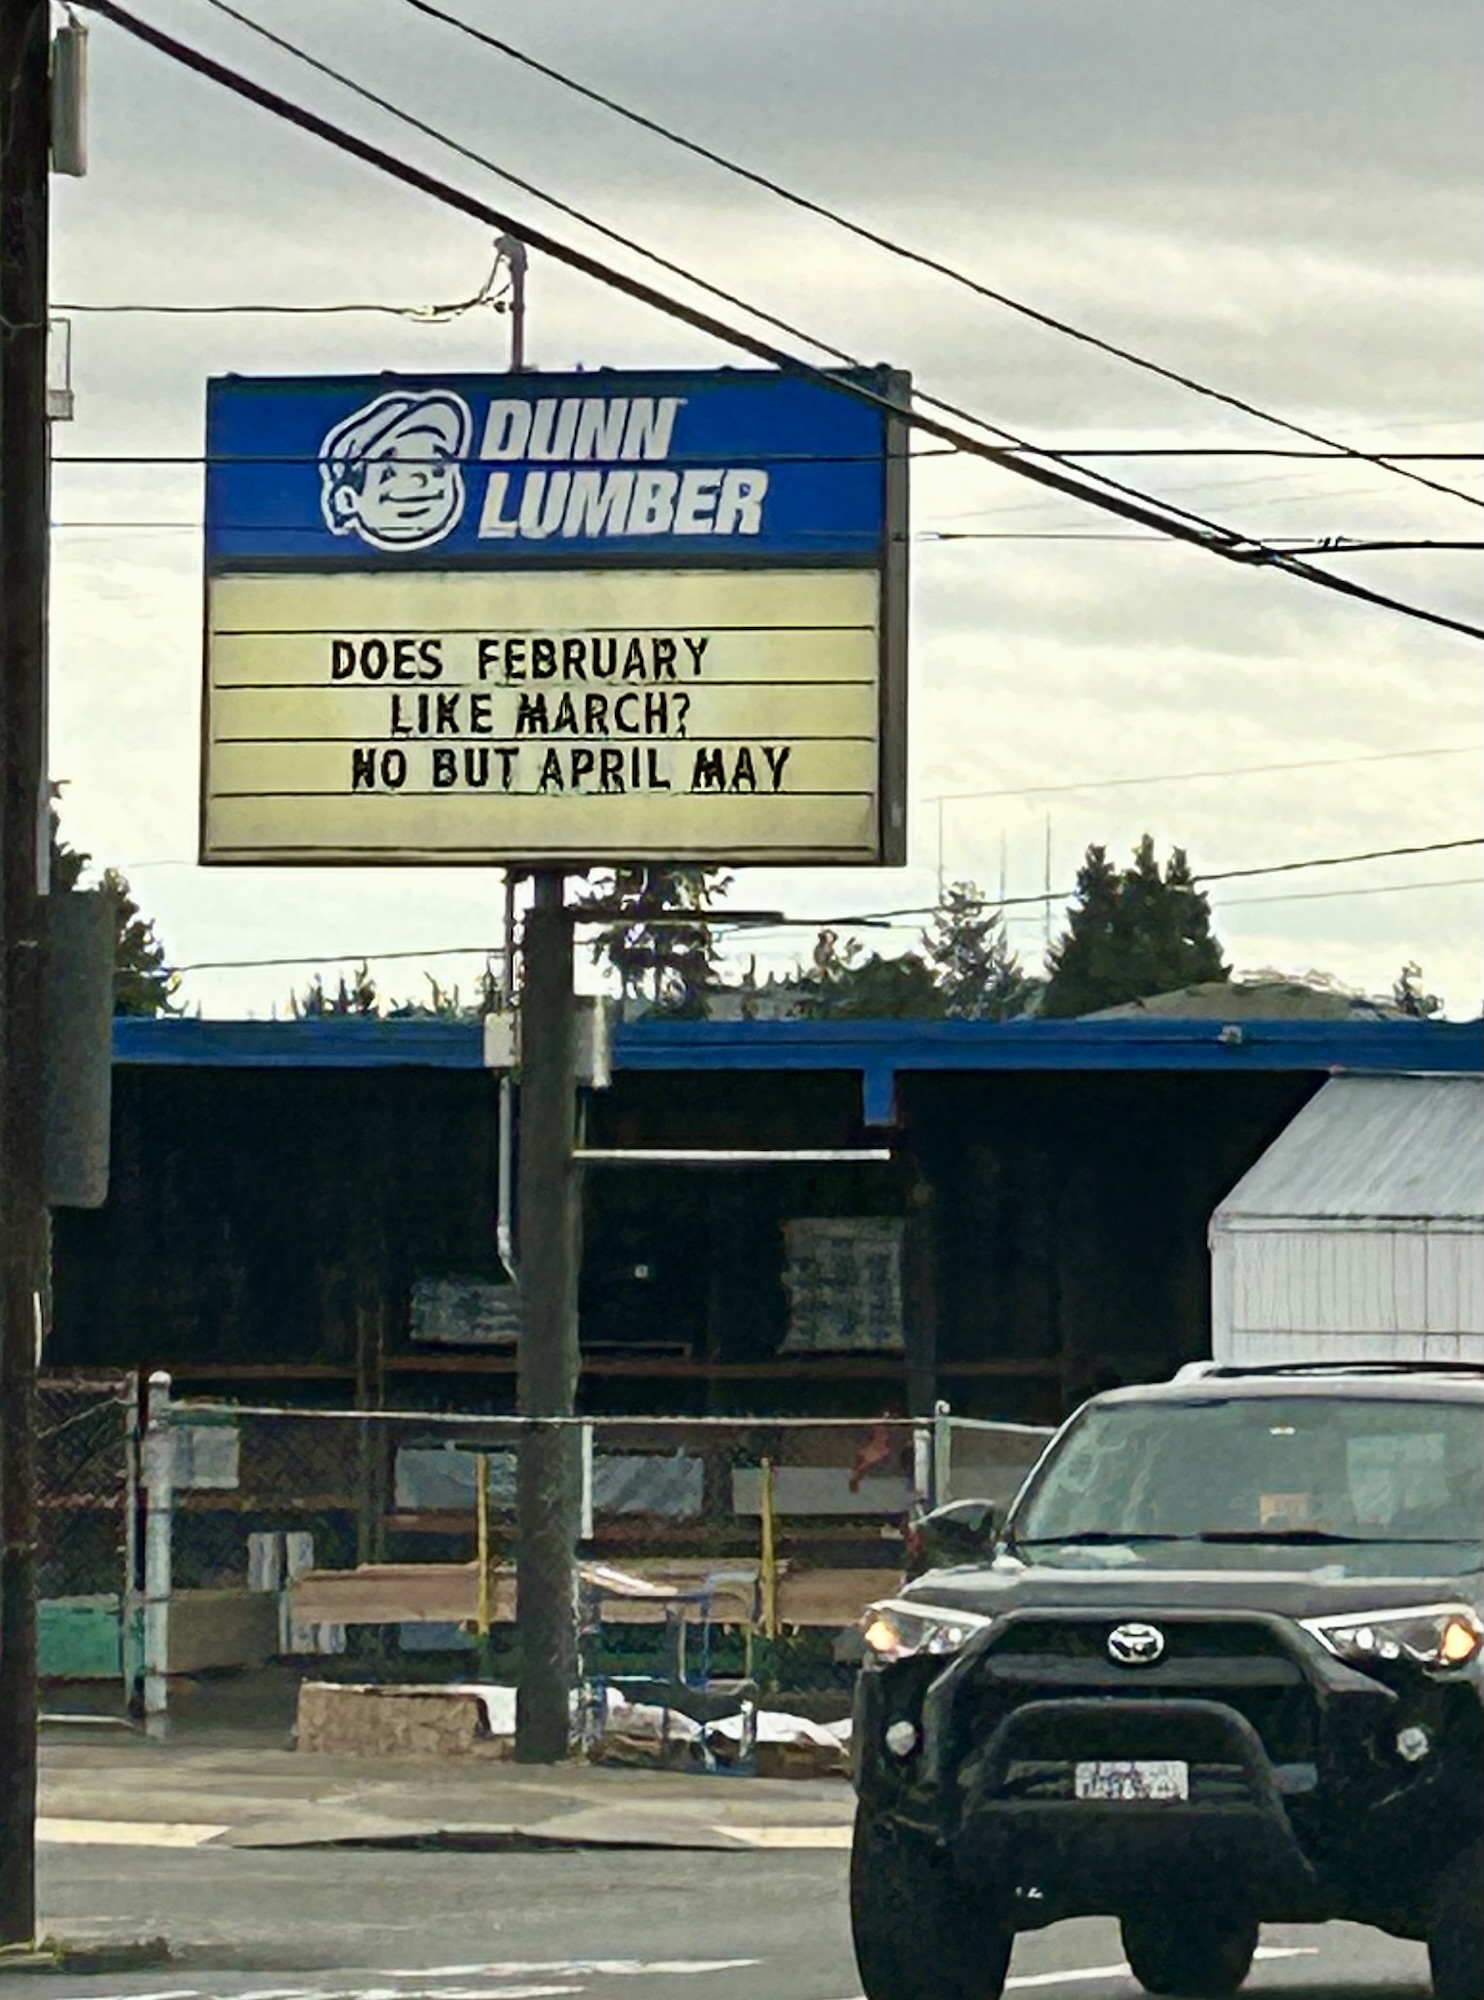 DUNN
LUMBER
DOES FEBRUARY
LIKE MARCH?
NO BUT APRIL MAY